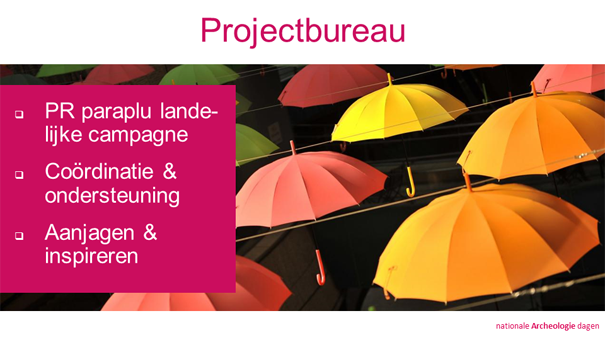 Projectbureau
PR paraplu lande-
lijke campagne
Coördinatie &
ondersteuning
Aanjagen &
inspireren
nationale Archeologie dagen